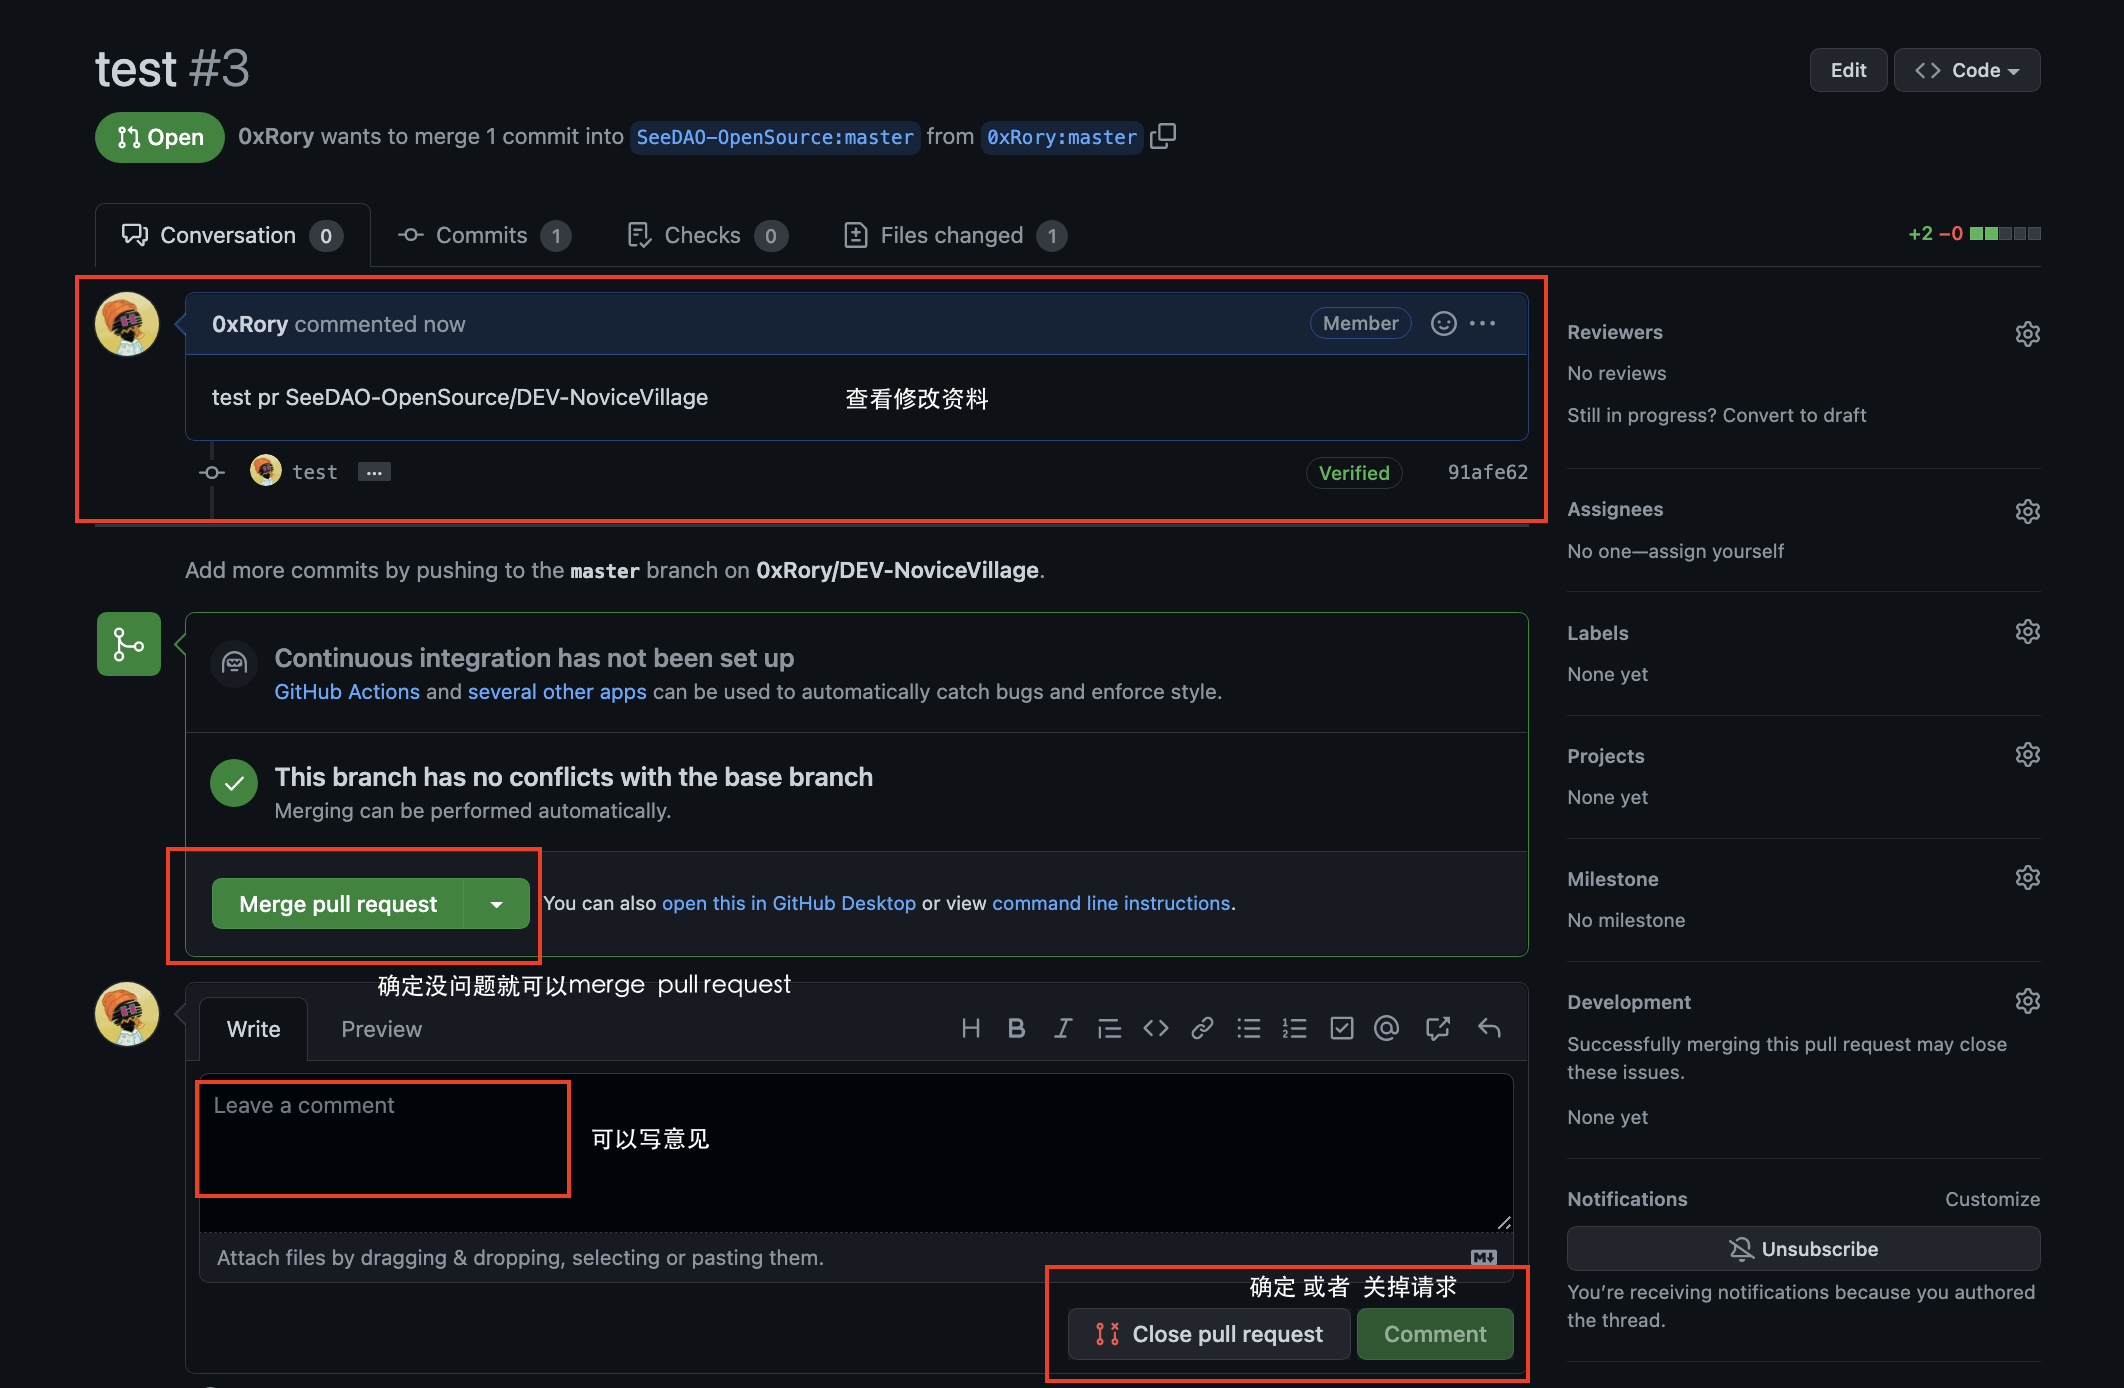 test #3
Edit
Code
Open
0xRory wants to merge 1 commit into SeeDAO-OpenSource:master from 0xRory:master
Conversation 0
Commits 1
Checks 0
Files changed 1
+2 −0
0xRory commented now
Member
test pr SeeDAO-OpenSource/DEV-NoviceVillage
查看修改资料
test
...
Verified
91afe62
Add more commits by pushing to the master branch on 0xRory/DEV-NoviceVillage.
Continuous integration has not been set up
GitHub Actions and several other apps can be used to automatically catch bugs and enforce style.
This branch has no conflicts with the base branch
Merging can be performed automatically.
Merge pull request
You can also open this in GitHub Desktop or view command line instructions.
确定没问题就可以merge pull request
Write
Preview
Leave a comment
可以写意见
Attach files by dragging & dropping, selecting or pasting them.
确定 或者 关掉请求
Close pull request
Comment
Reviewers
No reviews
Still in progress? Convert to draft
Assignees
No one—assign yourself
Labels
None yet
Projects
None yet
Milestone
No milestone
Development
Successfully merging this pull request may close
these issues.
None yet
Notifications
Customize
Unsubscribe
You’re receiving notifications because you authored
the thread.